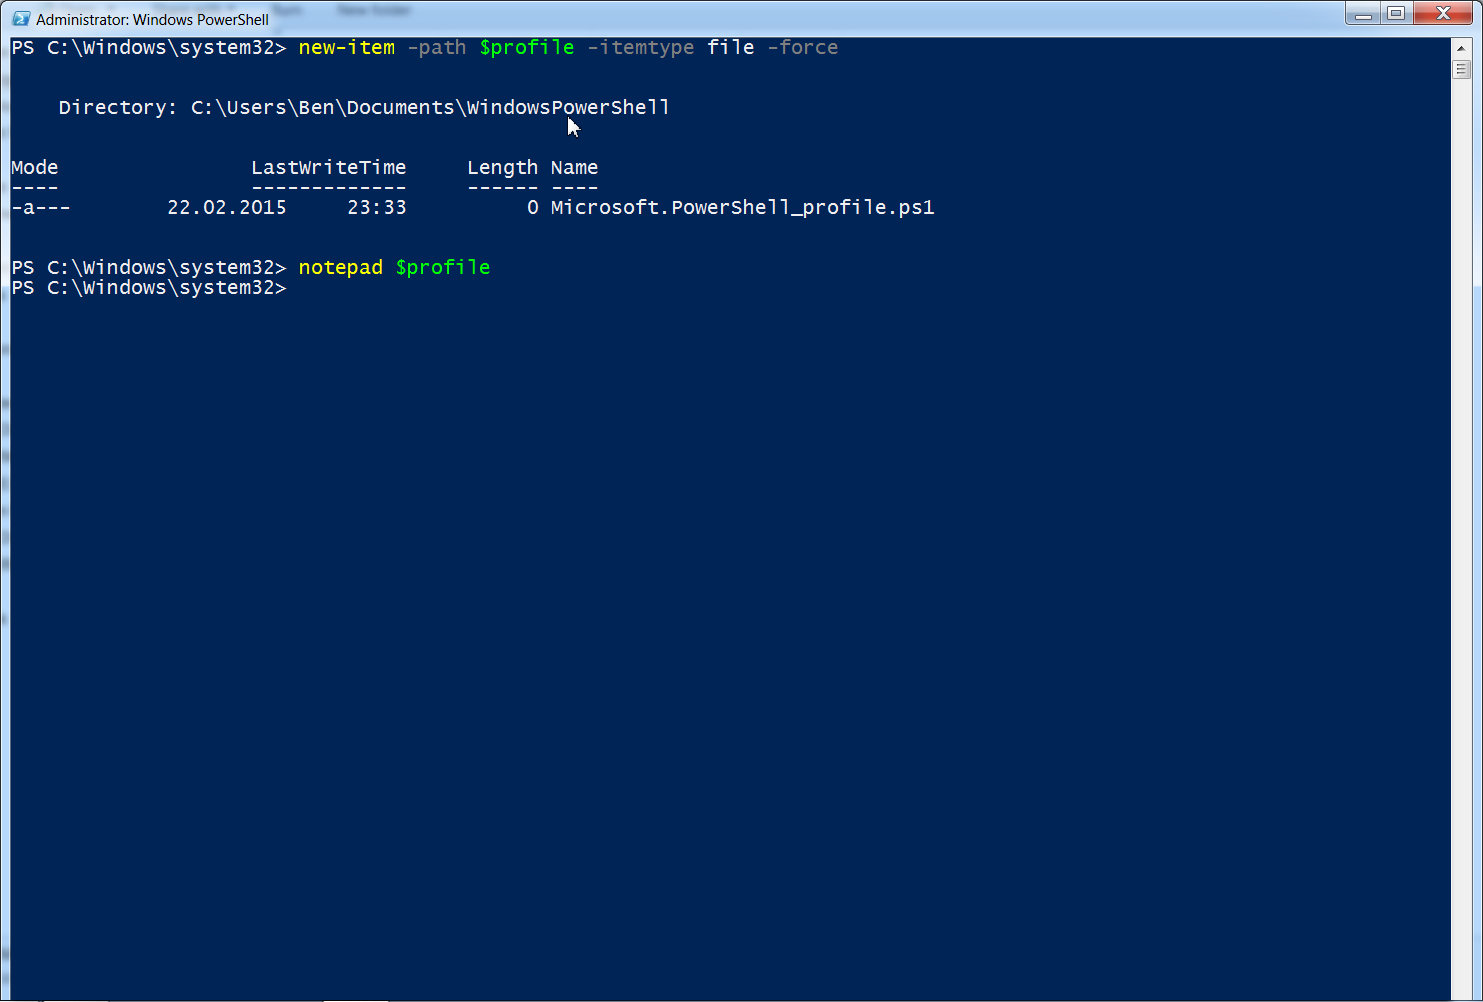 Administrator: Windows PowerShell
PS C:\Windows\system32> new-item -path $profile -itemtype file -force
Directory: C:\Users\Ben\Documents\WindowsPowerShell
Mode LastWriteTime Length Name
---- ------------- ------ ----
-a--- 22.02.2015 23:33 0 Microsoft.PowerShell_profile.ps1
PS C:\Windows\system32> notepad $profile
PS C:\Windows\system32>